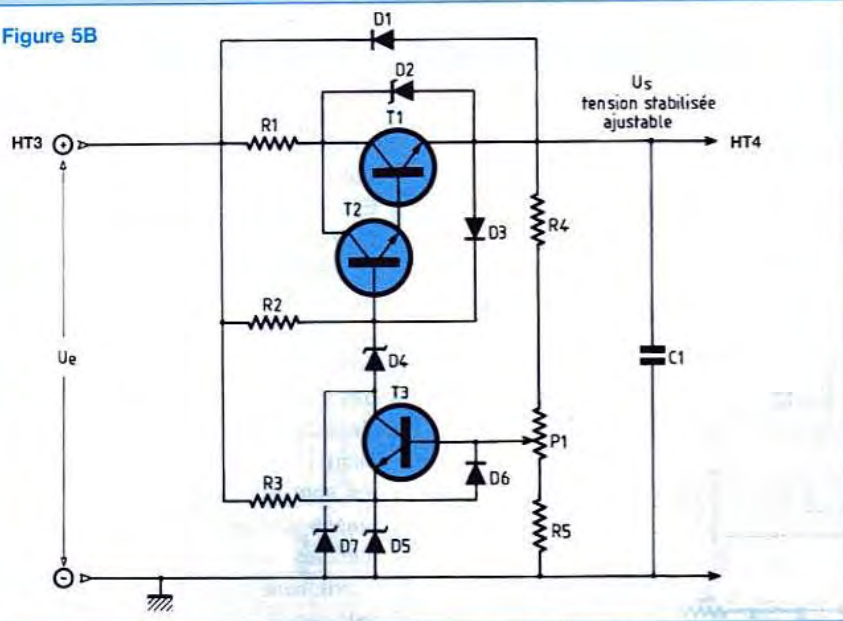 Figure 5B
D1
D2
Us
tension stabilisée
ajustable
T1
R1
HT3
HT4
+
T2
D3
R4
R2
Ue
D4
C1
T3
P1
D6
R3
R5
D7
D5
−